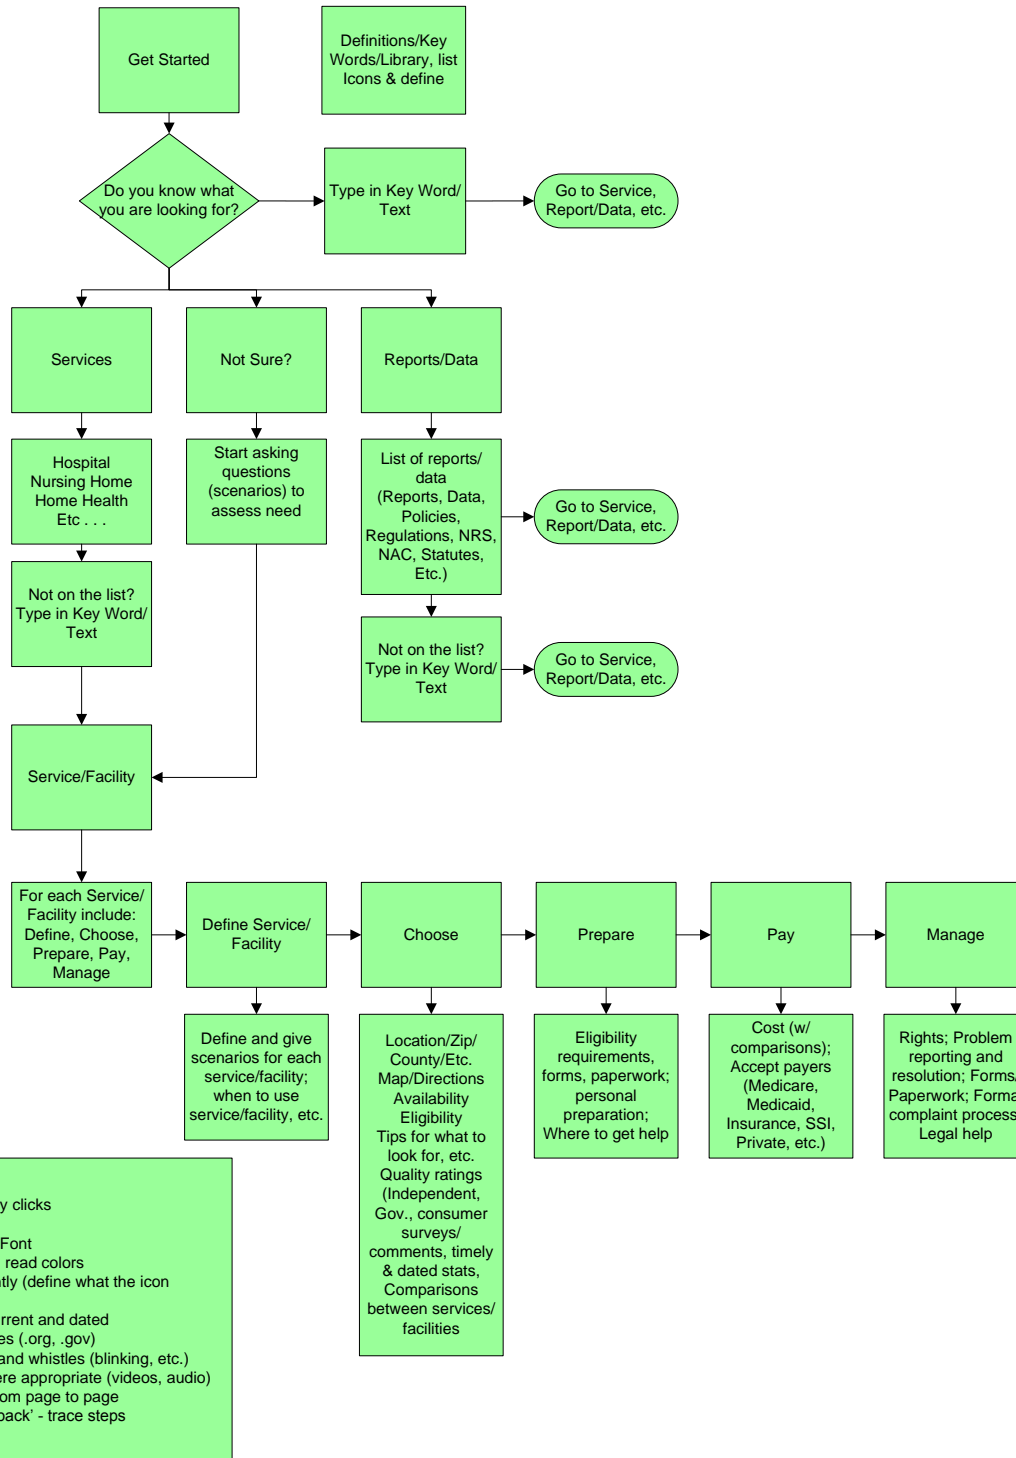 Get Started
Definitions/Key
Words/Library, list
Icons & define
Do you know what
you are looking for?
Type in Key Word/
Text
Go to Service,
Report/Data, etc.
Services
Not Sure?
Reports/Data
Hospital
Nursing Home
Home Health
Etc . . .
Start asking
questions
(scenarios) to
assess need
List of reports/
data
(Reports, Data,
Policies,
Regulations, NRS,
NAC, Statutes,
Etc.)
Go to Service,
Report/Data, etc.
Not on the list?
Type in Key Word/
Text
Not on the list?
Type in Key Word/
Text
Go to Service,
Report/Data, etc.
Service/Facility
For each Service/
Facility include:
Define, Choose,
Prepare, Pay,
Manage
Define Service/
Facility
Choose
Prepare
Pay
Manage
Define and give
scenarios for each
service/facility;
when to use
service/facility, etc.
Location/Zip/
County/Etc.
Map/Directions
Availability
Eligibility
Tips for what to
look for, etc.
Quality ratings
(Independent,
Gov., consumer
surveys/
comments, timely
& dated stats,
Comparisons
between services/
facilities
Eligibility
requirements,
forms, paperwork;
personal
preparation;
Where to get help
Cost (w/
comparisons);
Accept payers
(Medicare,
Medicaid,
Insurance, SSI,
Private, etc.)
Rights; Problem
reporting and
resolution; Forms/
Paperwork; Forma
complaint process
Legal help
y clicks
Font
read colors
ntly (define what the icon
rrent and dated
es (.org, .gov)
and whistles (blinking, etc.)
ere appropriate (videos, audio)
om page to page
back' - trace steps